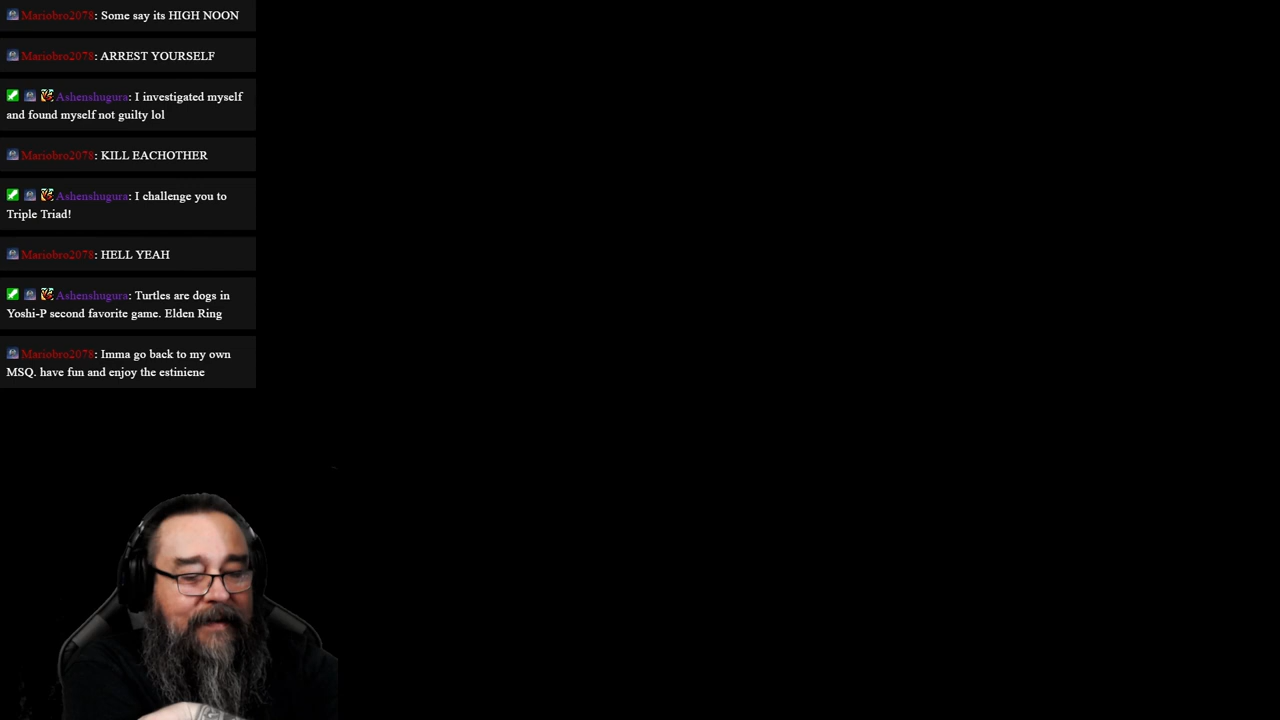 Mariobro2078: Some say its HIGH NOON
Mariobro2078: ARREST YOURSELF
Ashenshugura: I investigated myself
and found myself not guilty lol
Mariobro2078: KILL EACHOTHER
Ashenshugura: I challenge you to
Triple Triad!
Mariobro2078: HELL YEAH
Ashenshugura: Turtles are dogs in
Yoshi-P second favorite game. Elden Ring
Mariobro2078: Imma go back to my own
MSQ. have fun and enjoy the estiniene